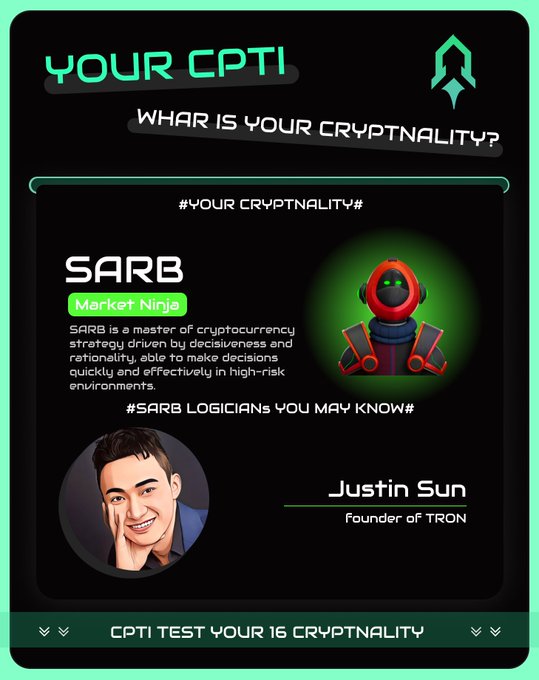 YOUR CPTI
WHAR IS YOUR CRYPTNALITY?
#YOUR CRYPTNALITY#
SARB
Market Ninja
SARB is a master of cryptocurrency
strategy driven by decisiveness and
rationality, able to make decisions
quickly and effectively in high-risk
environments.
#SARB LOGICIANs YOU MAY KNOW#
Justin Sun
founder of TRON
CPTI TEST YOUR 16 CRYPTNALITY